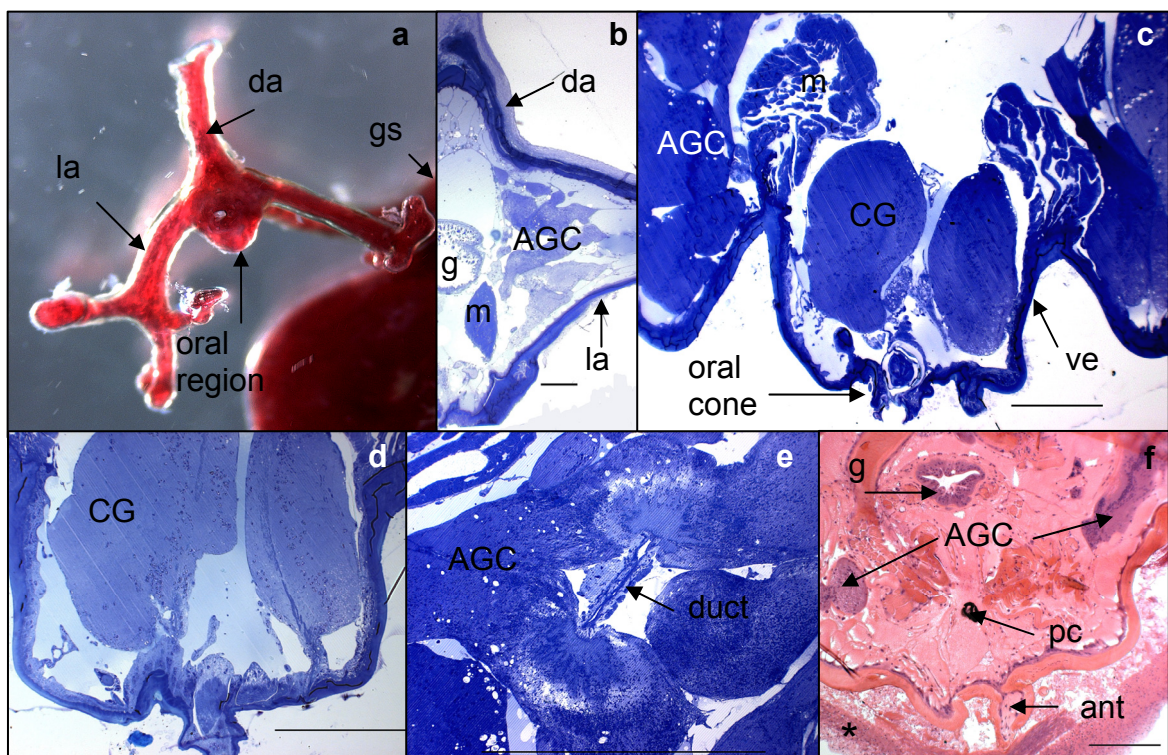 a
da
gs
la
oral
region
b
da
AGC
g
m
la
c
m
AGC
CG
oral
cone
ve
d
CG
e
AGC
duct
f
g
AGC
pc
ant
*